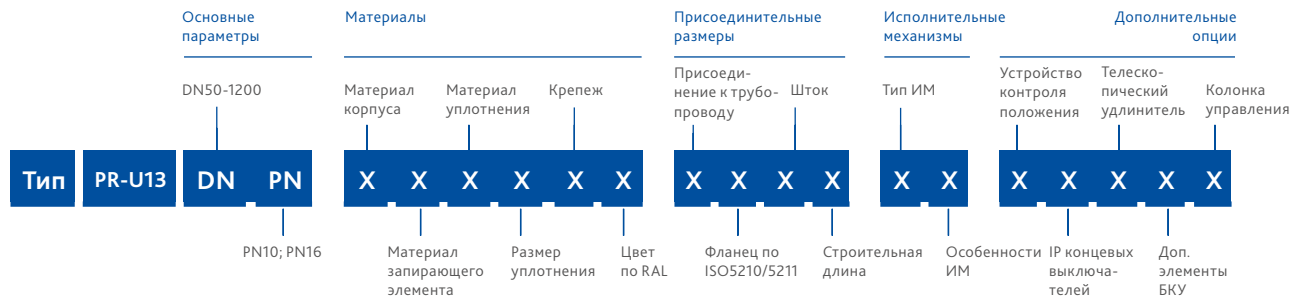 Основные
параметры
Материалы
Присоединительные
размеры
Исполнительные
механизмы
Дополнительные
опции
DN50-1200
Материал
корпуса
Материал
уплотнения
Крепеж
Присоеди-
нение к трубо-
проводу
Шток
Тип ИМ
Устройство
контроля
положения
Телеско-
пический
удлинитель
Колонка
управления
Тип PR-U13 DN PN X X X X X X X X X X X X X X X X X
PN10; PN16
Материал
запирающего
элемента
Размер
уплотнения
Цвет
по RAL
Фланец по
ISO5210/5211
Строительная
длина
Особенности
ИМ
IP концевых
выключа-
телей
Доп.
элементы
БКУ